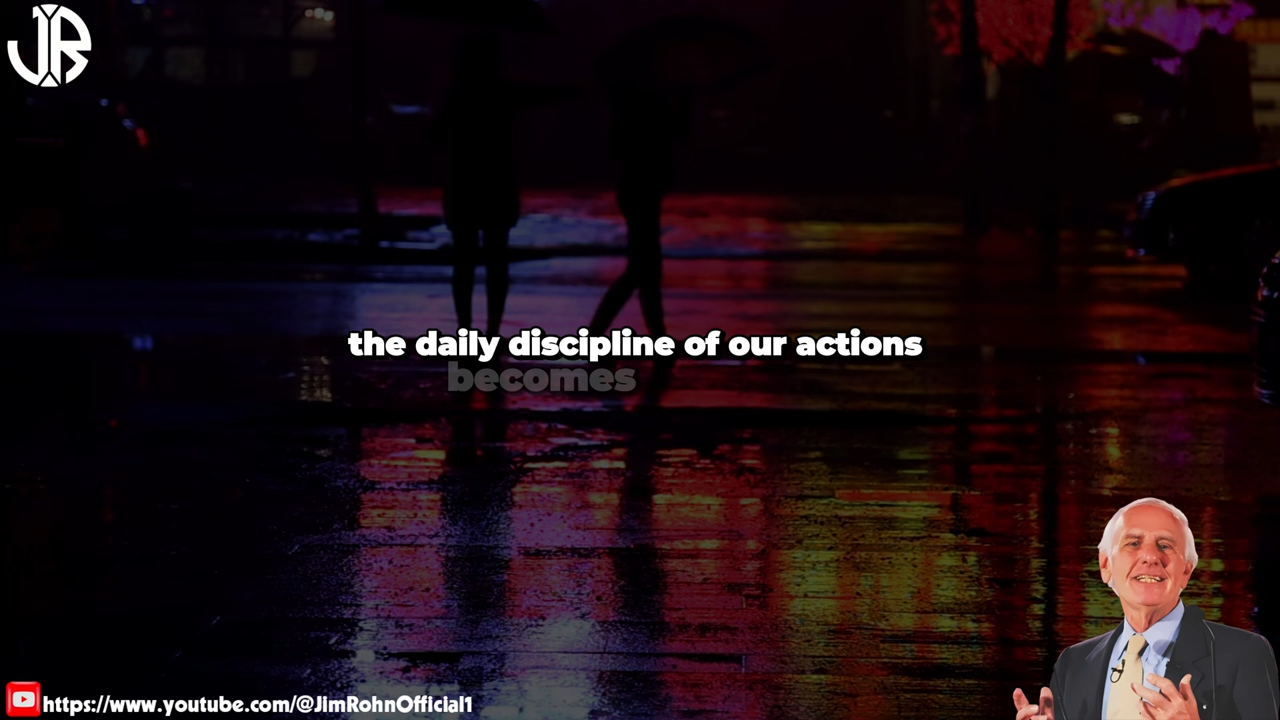 JR
the daily discipline of our actions
becomes
https://www.youtube.com/@JimRohnOfficial1